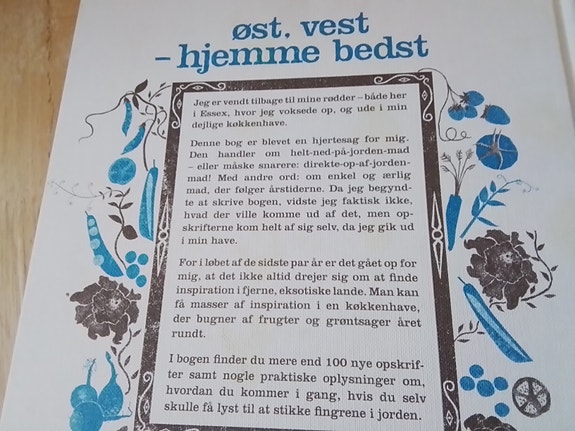 øst, vest
– hjemme bedst
Jeg er vendt tilbage til mine rødder – både her
i Essex, hvor jeg voksede op, og ude i min
dejlige køkkenhave.
Denne bog er blevet en hjertesag for mig.
Den handler om helt-ned-på-jorden-mad
– eller måske snarere: direkte-op-af-jorden-
mad! Med andre ord: om enkel og ærlig
mad, der følger årstiderne. Da jeg begynd-
te at skrive bogen, vidste jeg faktisk ikke,
hvad der ville komme ud af det, men op-
skrifterne kom helt af sig selv, da jeg gik ud
i min have.
For i løbet af de sidste par år er det gået op for
mig, at det ikke altid drejer sig om at finde
inspiration i fjerne, eksotiske lande. Man kan
få masser af inspiration i en køkkenhave,
der bugner af frugter og grøntsager året
rundt.
I bogen finder du mere end 100 nye opskrif-
ter samt nogle praktiske oplysninger om,
hvordan du kommer i gang, hvis du selv
skulle få lyst til at stikke fingrene i jorden.